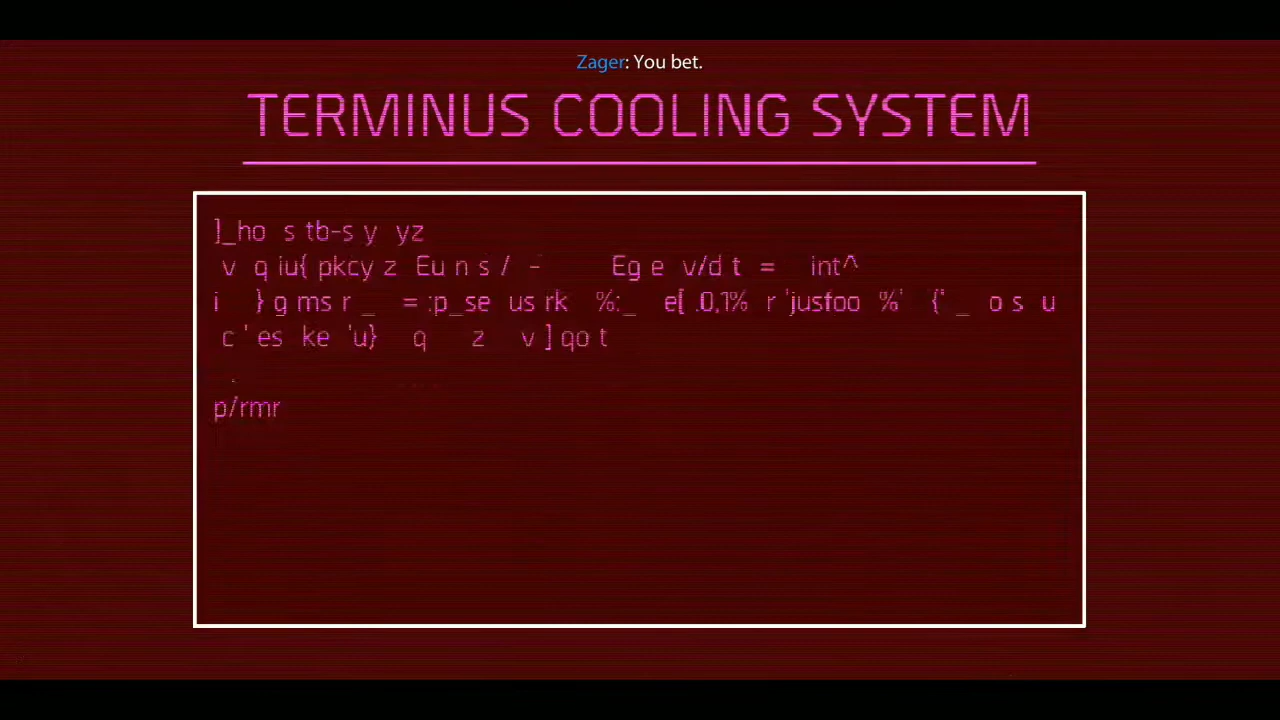 Zager: You bet.
TERMINUS COOLING SYSTEM
]_ho s tb-s y yz
v q iu{ pkcy z Eu n s / - Eg e v/d t = int^
i } g ms r _ = :p_se us rk %:_ e[ .0,1% r 'jusfoo %' {' _ o s u
c ' es ke 'u} q z v ] qo t
.
p/rmr